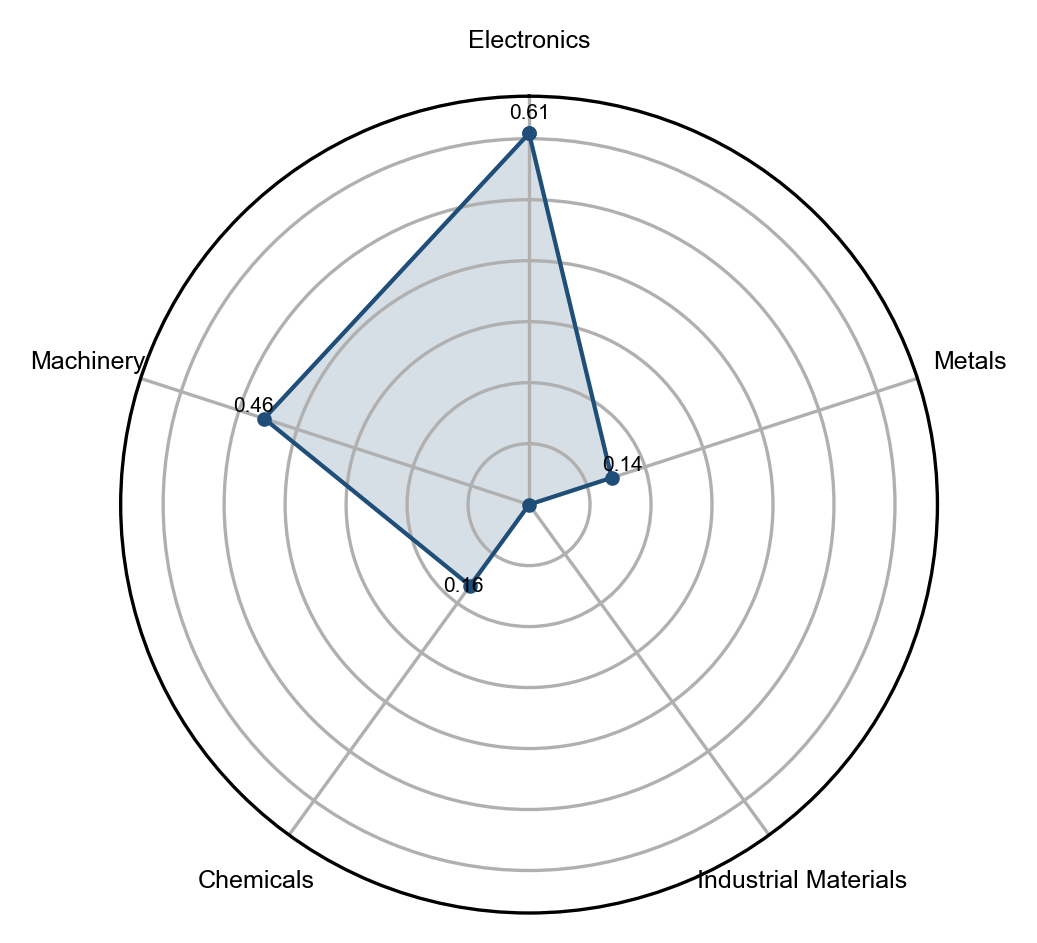 Electronics
0.61
Machinery
Metals
0.46
0.14
0.16
Chemicals
Industrial Materials